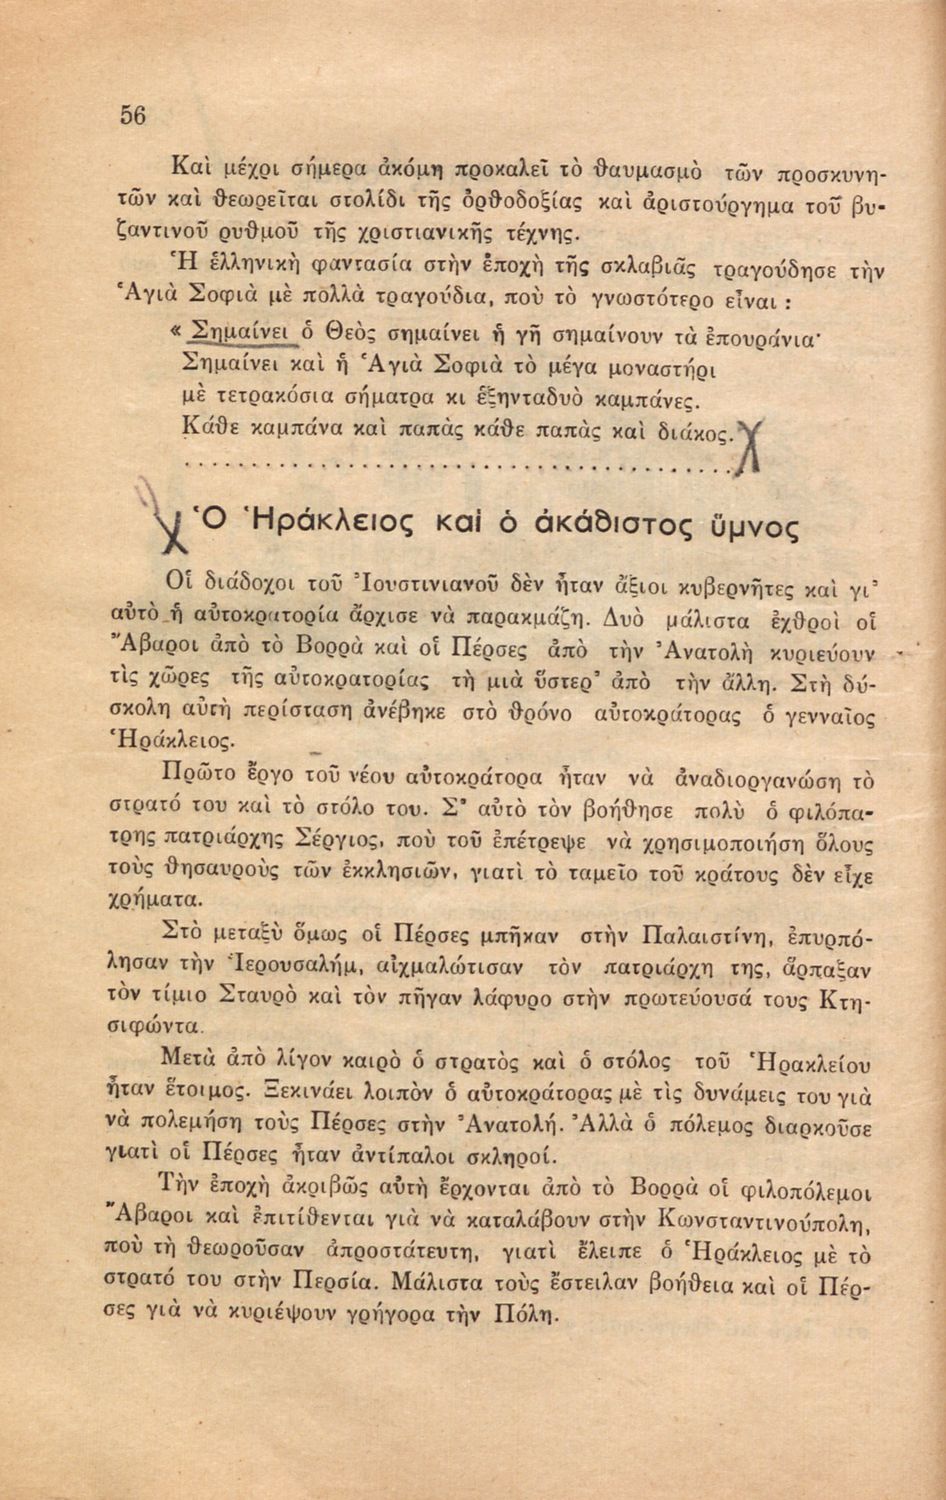 56
Καὶ μέχρι σήμερα ἀκόμη προκαλεῖ τὸ θαυμασμὸ τῶν προσκυνη-
τῶν καὶ θεωρεῖται στολίδι τῆς ὀρθοδοξίας καὶ ἀριστούργημα τοῦ βυ-
ζαντινοῦ ρυθμοῦ τῆς χριστιανικῆς τέχνης.
Ἡ ἑλληνικὴ φαντασία στὴν ἐποχὴ τῆς σκλαβιᾶς τραγούδησε τὴν
Ἁγιὰ Σοφιὰ μὲ πολλὰ τραγούδια, ποὺ τὸ γνωστότερο εἶναι :
« Σημαίνει ὁ Θεὸς σημαίνει ἡ γῆ σημαίνουν τὰ ἐπουράνια·
Σημαίνει καὶ ἡ Ἁγιὰ Σοφιὰ τὸ μέγα μοναστήρι
μὲ τετρακόσια σήματρα κι ἑξηνταδυὸ καμπάνες.
Κάθε καμπάνα καὶ παπὰς κάθε παπὰς καὶ διάκος.
. . . . . . . . . . . . . . . . . . . . . . . . . . . . . . . . . . . . . . . . .
Ὁ Ἡράκλειος καὶ ὁ ἀκάθιστος ὕμνος
Οἱ διάδοχοι τοῦ Ἰουστινιανοῦ δὲν ἦταν ἄξιοι κυβερνῆτες καὶ γι᾽
αὐτὸ ἡ αὐτοκρατορία ἄρχισε νὰ παρακμάζη. Δυὸ μάλιστα ἐχθροὶ οἱ
Ἄβαροι ἀπὸ τὸ Βορρὰ καὶ οἱ Πέρσες ἀπὸ τὴν Ἀνατολὴ κυριεύουν
τὶς χῶρες τῆς αὐτοκρατορίας τὴ μιὰ ὕστερ᾽ ἀπὸ τὴν ἄλλη. Στὴ δύ-
σκολη αὐτὴ περίσταση ἀνέβηκε στὸ θρόνο αὐτοκράτορας ὁ γενναῖος
Ἡράκλειος.
Πρῶτο ἔργο τοῦ νέου αὐτοκράτορα ἦταν νὰ ἀναδιοργανώση τὸ
στρατό του καὶ τὸ στόλο του. Σ᾽ αὐτὸ τὸν βοήθησε πολὺ ὁ φιλόπα-
τρης πατριάρχης Σέργιος, ποὺ τοῦ ἐπέτρεψε νὰ χρησιμοποιήση ὅλους
τοὺς θησαυροὺς τῶν ἐκκλησιῶν, γιατὶ τὸ ταμεῖο τοῦ κράτους δὲν εἶχε
χρήματα.
Στὸ μεταξὺ ὅμως οἱ Πέρσες μπῆκαν στὴν Παλαιστίνη, ἐπυρπό-
λησαν τὴν Ἱερουσαλήμ, αἰχμαλώτισαν τὸν πατριάρχη της, ἅρπαξαν
τὸν τίμιο Σταυρὸ καὶ τὸν πῆγαν λάφυρο στὴν πρωτεύουσά τους Κτη-
σιφώντα.
Μετὰ ἀπὸ λίγον καιρὸ ὁ στρατὸς καὶ ὁ στόλος τοῦ Ἡρακλείου
ἦταν ἕτοιμος. Ξεκινάει λοιπὸν ὁ αὐτοκράτορας μὲ τὶς δυνάμεις του γιὰ
νὰ πολεμήση τοὺς Πέρσες στὴν Ἀνατολή. Ἀλλὰ ὁ πόλεμος διαρκοῦσε
γιατὶ οἱ Πέρσες ἦταν ἀντίπαλοι σκληροί.
Τὴν ἐποχὴ ἀκριβῶς αὐτὴ ἔρχονται ἀπὸ τὸ Βορρὰ οἱ φιλοπόλεμοι
Ἄβαροι καὶ ἐπιτίθενται γιὰ νὰ καταλάβουν στὴν Κωνσταντινούπολη,
ποὺ τὴ θεωροῦσαν ἀπροστάτευτη, γιατὶ ἔλειπε ὁ Ἡράκλειος μὲ τὸ
στρατό του στὴν Περσία. Μάλιστα τοὺς ἔστειλαν βοήθεια καὶ οἱ Πέρ-
σες γιὰ νὰ κυριέψουν γρήγορα τὴν Πόλη.